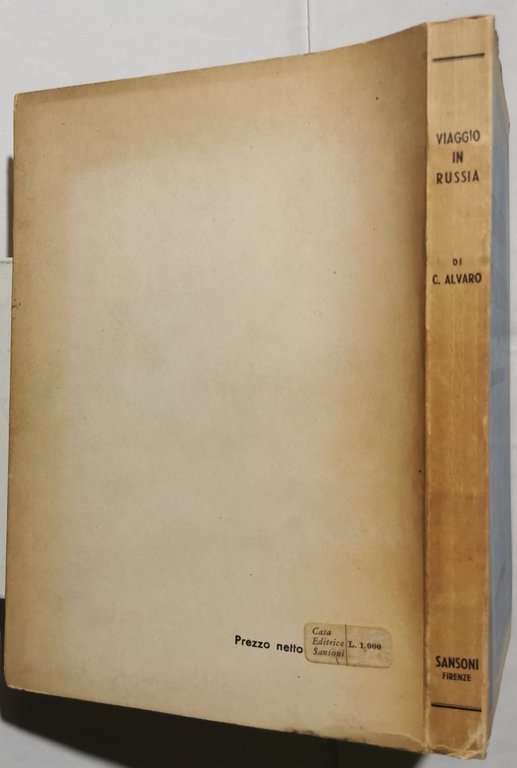 VIAGGIO
IN
RUSSIA
DI
C. ALVARO
SANSONI
FIRENZE
Prezzo netto
Casa
Editrice
Sansoni
L. 1.000